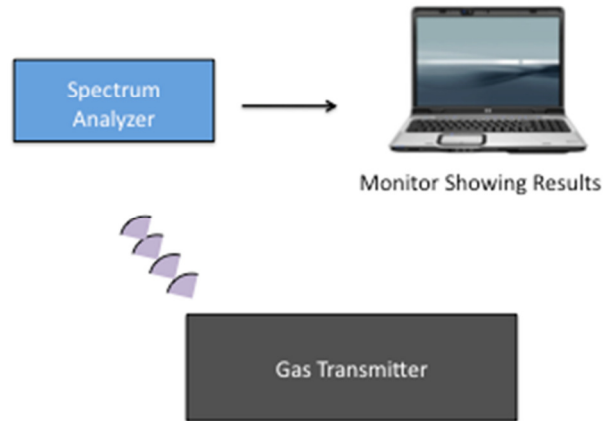 Spectrum
Analyzer
Monitor Showing Results
Gas Transmitter